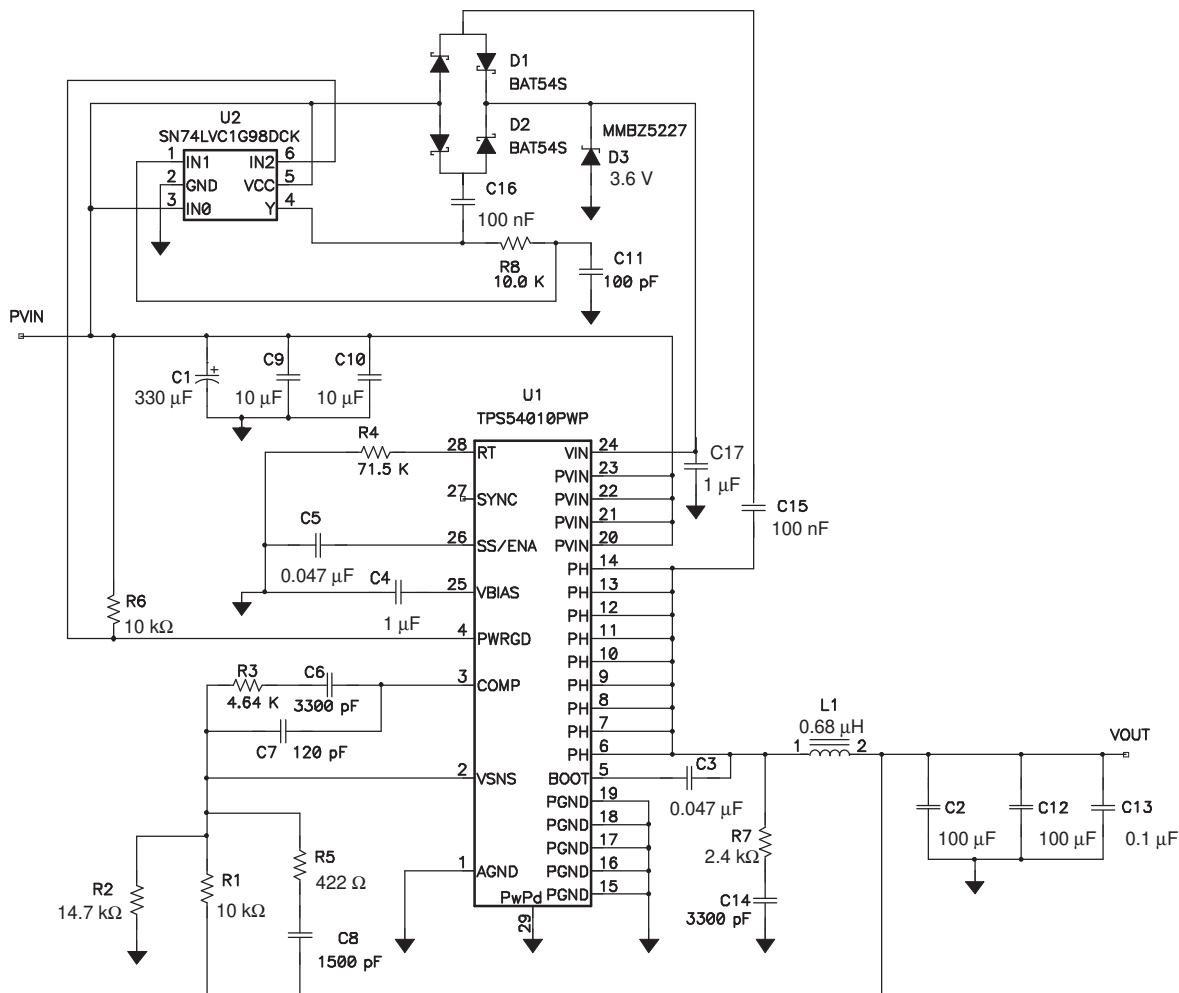 D1
BAT54S
U2
SN74LVC1G98DCK
1 IN1 IN2 6
2 GND VCC 5
3 IN0 Y 4
D2
BAT54S
MMBZ5227
D3
3.6 V
C16
100 nF
R8
10.0 K
C11
100 pF
PVIN
C1
+
330 µF
C9
10 µF
C10
10 µF
U1
TPS54010PWP
R4
71.5 K
28 RT VIN 24
27 SYNC PVIN 23
PVIN 22
PVIN 21
26 SS/ENA PVIN 20
PH 14
25 VBIAS PH 13
PH 12
4 PWRGD PH 11
PH 10
3 COMP PH 9
PH 8
PH 7
PH 6
2 VSNS BOOT 5
PGND 19
PGND 18
PGND 17
1 AGND PGND 16
PwPd PGND 15
29
C17
1 µF
C15
100 nF
C5
0.047 µF
C4
1 µF
R6
10 kΩ
R3
4.64 K
C6
3300 pF
C7
120 pF
L1
0.68 µH
1 2
VOUT
C3
0.047 µF
R7
2.4 kΩ
C14
3300 pF
C2
100 µF
C12
100 µF
C13
0.1 µF
R2
14.7 kΩ
R1
10 kΩ
R5
422 Ω
C8
1500 pF